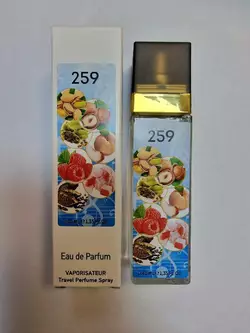 259
Eau de Parfum
VAPORISATEUR
Travel Perfume Spray
259